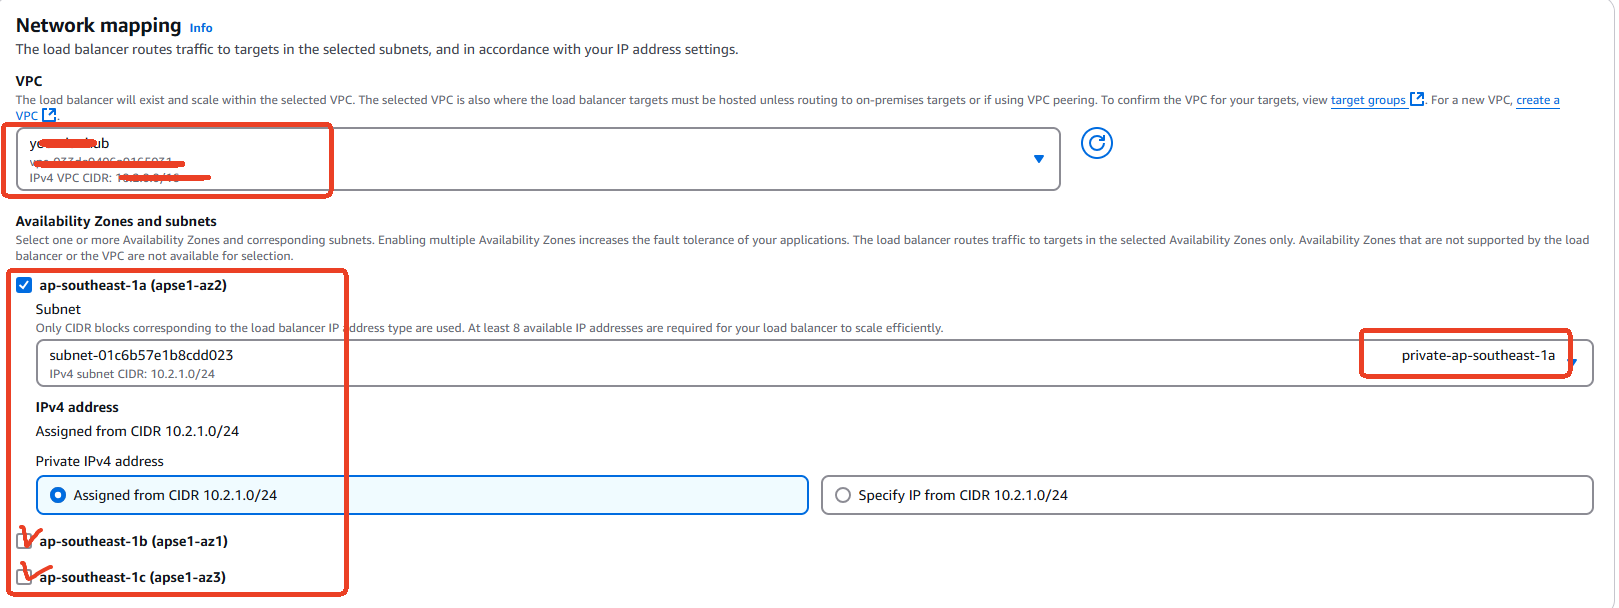 Network mapping Info
The load balancer routes traffic to targets in the selected subnets, and in accordance with your IP address settings.
VPC
The load balancer will exist and scale within the selected VPC. The selected VPC is also where the load balancer targets must be hosted unless routing to on-premises targets or if using VPC peering. To confirm the VPC for your targets, view target groups. For a new VPC, create a
VPC.
IPv4 VPC CIDR:
Availability Zones and subnets
Select one or more Availability Zones and corresponding subnets. Enabling multiple Availability Zones increases the fault tolerance of your applications. The load balancer routes traffic to targets in the selected Availability Zones only. Availability Zones that are not supported by the load
balancer or the VPC are not available for selection.
ap-southeast-1a (apse1-az2)
Subnet
Only CIDR blocks corresponding to the load balancer IP address type are used. At least 8 available IP addresses are required for your load balancer to scale efficiently.
subnet-01c6b57e1b8cdd023 private-ap-southeast-1a
IPv4 subnet CIDR: 10.2.1.0/24
IPv4 address
Assigned from CIDR 10.2.1.0/24
Private IPv4 address
Assigned from CIDR 10.2.1.0/24 Specify IP from CIDR 10.2.1.0/24
ap-southeast-1b (apse1-az1)
ap-southeast-1c (apse1-az3)